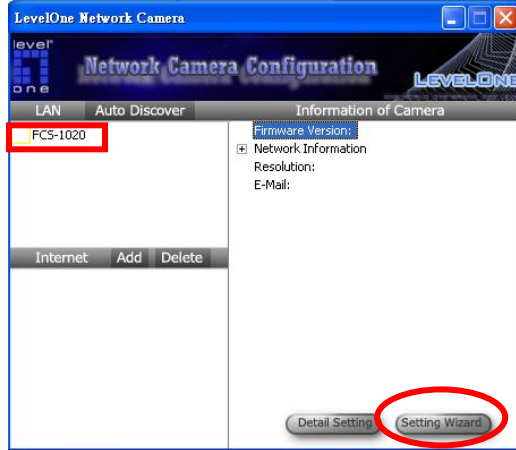 LevelOne Network Camera
level
one
Network Camera Configuration
LEVELONE
LAN Auto Discover
Information of Camera
FCS-1020
Firmware Version:
Network Information
Resolution:
E-Mail:
Internet Add Delete
Detail Setting
Setting Wizard